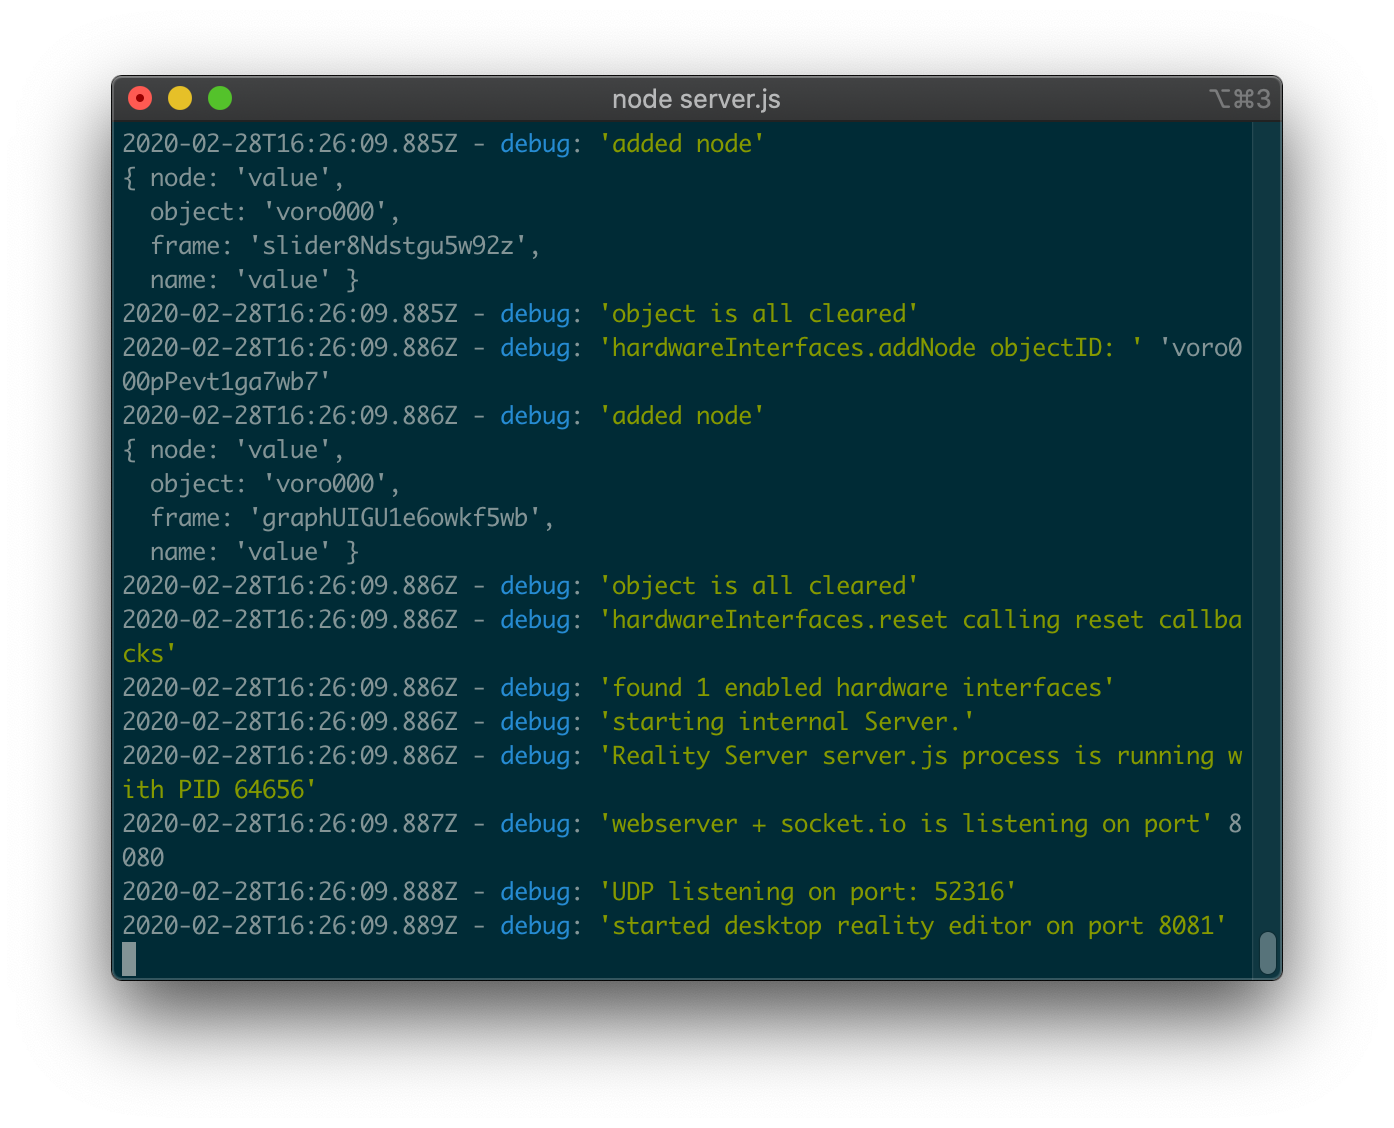 node server.js
⌥⌘3
2020-02-28T16:26:09.885Z - debug: 'added node'
{ node: 'value',
  object: 'voro000',
  frame: 'slider8Ndstgu5w92z',
  name: 'value' }
2020-02-28T16:26:09.885Z - debug: 'object is all cleared'
2020-02-28T16:26:09.886Z - debug: 'hardwareInterfaces.addNode objectID: ' 'voro0
00pPevt1ga7wb7'
2020-02-28T16:26:09.886Z - debug: 'added node'
{ node: 'value',
  object: 'voro000',
  frame: 'graphUIGU1e6owkf5wb',
  name: 'value' }
2020-02-28T16:26:09.886Z - debug: 'object is all cleared'
2020-02-28T16:26:09.886Z - debug: 'hardwareInterfaces.reset calling reset callba
cks'
2020-02-28T16:26:09.886Z - debug: 'found 1 enabled hardware interfaces'
2020-02-28T16:26:09.886Z - debug: 'starting internal Server.'
2020-02-28T16:26:09.886Z - debug: 'Reality Server server.js process is running w
ith PID 64656'
2020-02-28T16:26:09.887Z - debug: 'webserver + socket.io is listening on port' 8
080
2020-02-28T16:26:09.888Z - debug: 'UDP listening on port: 52316'
2020-02-28T16:26:09.889Z - debug: 'started desktop reality editor on port 8081'